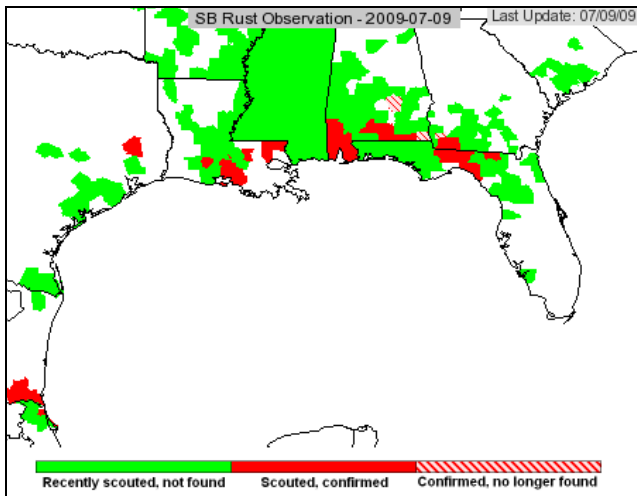 SB Rust Observation - 2009-07-09
Last Update: 07/09/09
Recently scouted, not found
Scouted, confirmed
Confirmed, no longer found